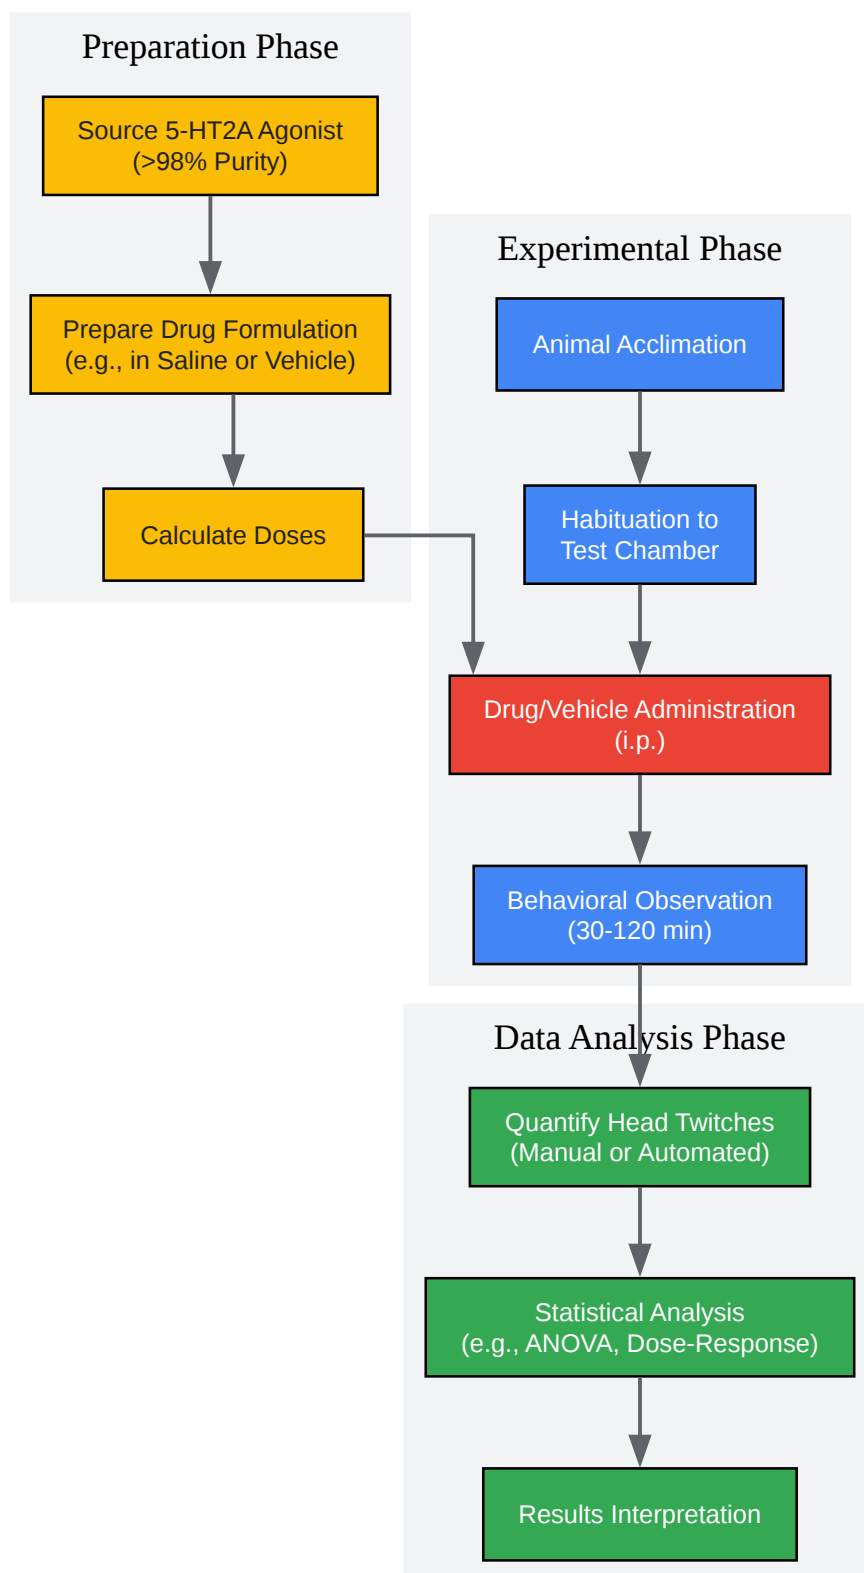 Preparation Phase
Source 5-HT2A Agonist
(>98% Purity)
Prepare Drug Formulation
(e.g., in Saline or Vehicle)
Calculate Doses
Experimental Phase
Animal Acclimation
Habituation to
Test Chamber
Drug/Vehicle Administration
(i.p.)
Behavioral Observation
(30-120 min)
Data Analysis Phase
Quantify Head Twitches
(Manual or Automated)
Statistical Analysis
(e.g., ANOVA, Dose-Response)
Results Interpretation